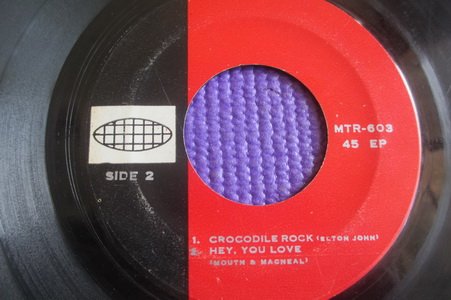 MTR-603
45 EP
SIDE 2
1. CROCODILE ROCK (ELTON JOHN)
2. HEY, YOU LOVE
(MOUTH & MACNEAL)